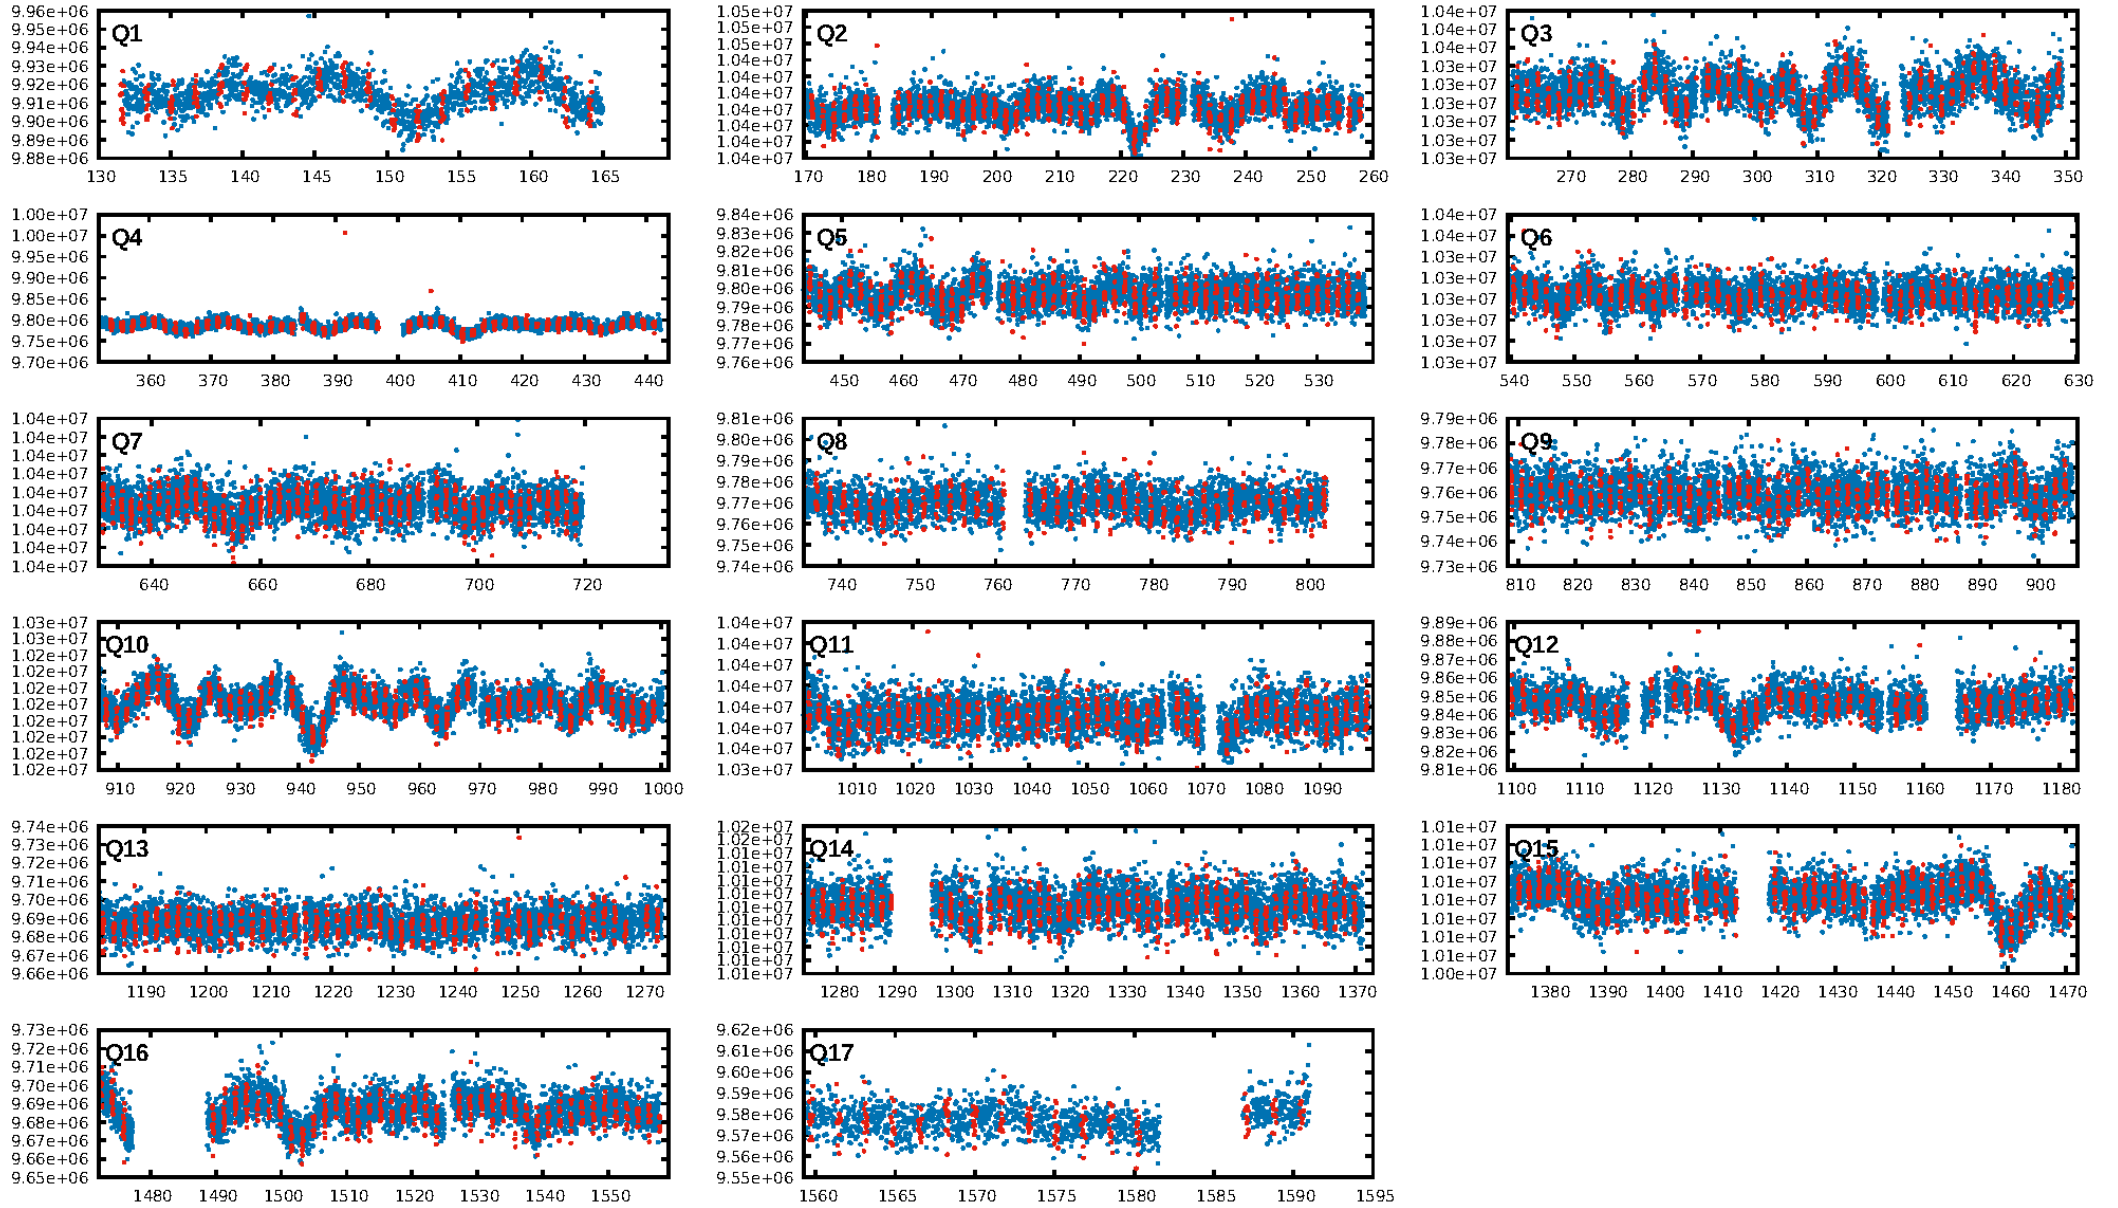 9.96e+06
9.95e+06
9.94e+06
9.93e+06
9.92e+06
9.91e+06
9.90e+06
9.89e+06
9.88e+06
Q1
130 135 140 145 150 155 160 165
1.05e+07
1.05e+07
1.05e+07
1.04e+07
1.04e+07
1.04e+07
1.04e+07
1.04e+07
1.04e+07
1.04e+07
Q2
170 180 190 200 210 220 230 240 250 260
1.04e+07
1.04e+07
1.04e+07
1.03e+07
1.03e+07
1.03e+07
1.03e+07
1.03e+07
1.03e+07
Q3
270 280 290 300 310 320 330 340 350
1.00e+07
1.00e+07
9.95e+06
9.90e+06
9.85e+06
9.80e+06
9.75e+06
9.70e+06
Q4
360 370 380 390 400 410 420 430 440
9.84e+06
9.83e+06
9.82e+06
9.81e+06
9.80e+06
9.79e+06
9.78e+06
9.77e+06
9.76e+06
Q5
450 460 470 480 490 500 510 520 530
1.04e+07
1.04e+07
1.03e+07
1.03e+07
1.03e+07
1.03e+07
1.03e+07
1.03e+07
Q6
540 550 560 570 580 590 600 610 620 630
1.04e+07
1.04e+07
1.04e+07
1.04e+07
1.04e+07
1.04e+07
1.04e+07
1.04e+07
1.04e+07
Q7
640 660 680 700 720
9.81e+06
9.80e+06
9.79e+06
9.78e+06
9.77e+06
9.76e+06
9.75e+06
9.74e+06
Q8
740 750 760 770 780 790 800
9.79e+06
9.78e+06
9.77e+06
9.76e+06
9.75e+06
9.74e+06
9.73e+06
Q9
810 820 830 840 850 860 870 880 890 900
1.03e+07
1.03e+07
1.02e+07
1.02e+07
1.02e+07
1.02e+07
1.02e+07
1.02e+07
1.02e+07
1.02e+07
Q10
910 920 930 940 950 960 970 980 990 1000
1.04e+07
1.04e+07
1.04e+07
1.04e+07
1.04e+07
1.04e+07
1.04e+07
1.03e+07
Q11
1010 1020 1030 1040 1050 1060 1070 1080 1090
9.89e+06
9.88e+06
9.87e+06
9.86e+06
9.85e+06
9.84e+06
9.83e+06
9.82e+06
9.81e+06
Q12
1100 1110 1120 1130 1140 1150 1160 1170 1180
9.74e+06
9.73e+06
9.72e+06
9.71e+06
9.70e+06
9.69e+06
9.68e+06
9.67e+06
9.66e+06
Q13
1190 1200 1210 1220 1230 1240 1250 1260 1270
1.02e+07
1.02e+07
1.01e+07
1.01e+07
1.01e+07
1.01e+07
1.01e+07
1.01e+07
1.01e+07
1.01e+07
1.01e+07
1.01e+07
Q14
1280 1290 1300 1310 1320 1330 1340 1350 1360 1370
1.01e+07
1.01e+07
1.01e+07
1.01e+07
1.01e+07
1.01e+07
1.01e+07
1.01e+07
1.00e+07
Q15
1380 1390 1400 1410 1420 1430 1440 1450 1460 1470
9.73e+06
9.72e+06
9.71e+06
9.70e+06
9.69e+06
9.68e+06
9.67e+06
9.66e+06
9.65e+06
Q16
1480 1490 1500 1510 1520 1530 1540 1550
9.62e+06
9.61e+06
9.60e+06
9.59e+06
9.58e+06
9.57e+06
9.56e+06
9.55e+06
Q17
1560 1565 1570 1575 1580 1585 1590 1595